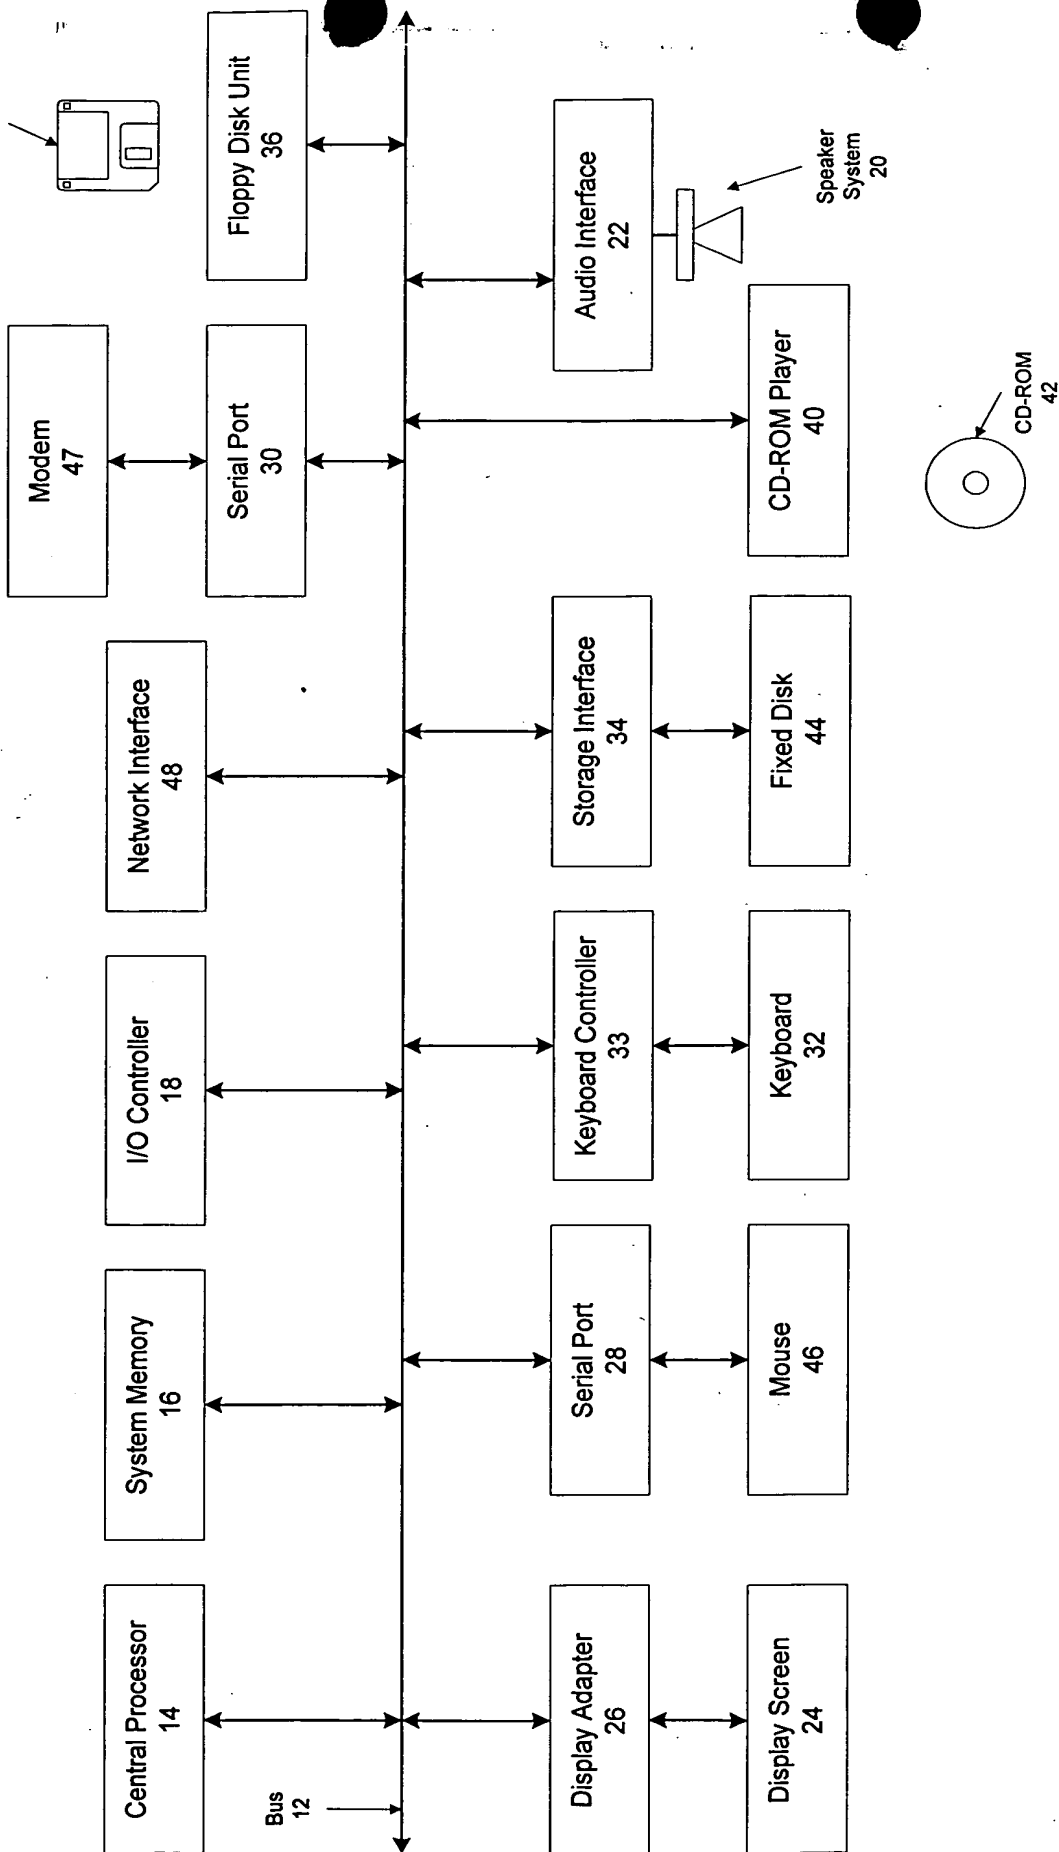 Central Processor
14
System Memory
16
I/O Controller
18
Network Interface
48
Modem
47
Serial Port
30
Floppy Disk Unit
36
Bus
12
Display Adapter
26
Display Screen
24
Serial Port
28
Mouse
46
Keyboard Controller
33
Keyboard
32
Storage Interface
34
Fixed Disk
44
CD-ROM Player
40
CD-ROM
42
Audio Interface
22
Speaker
System
20